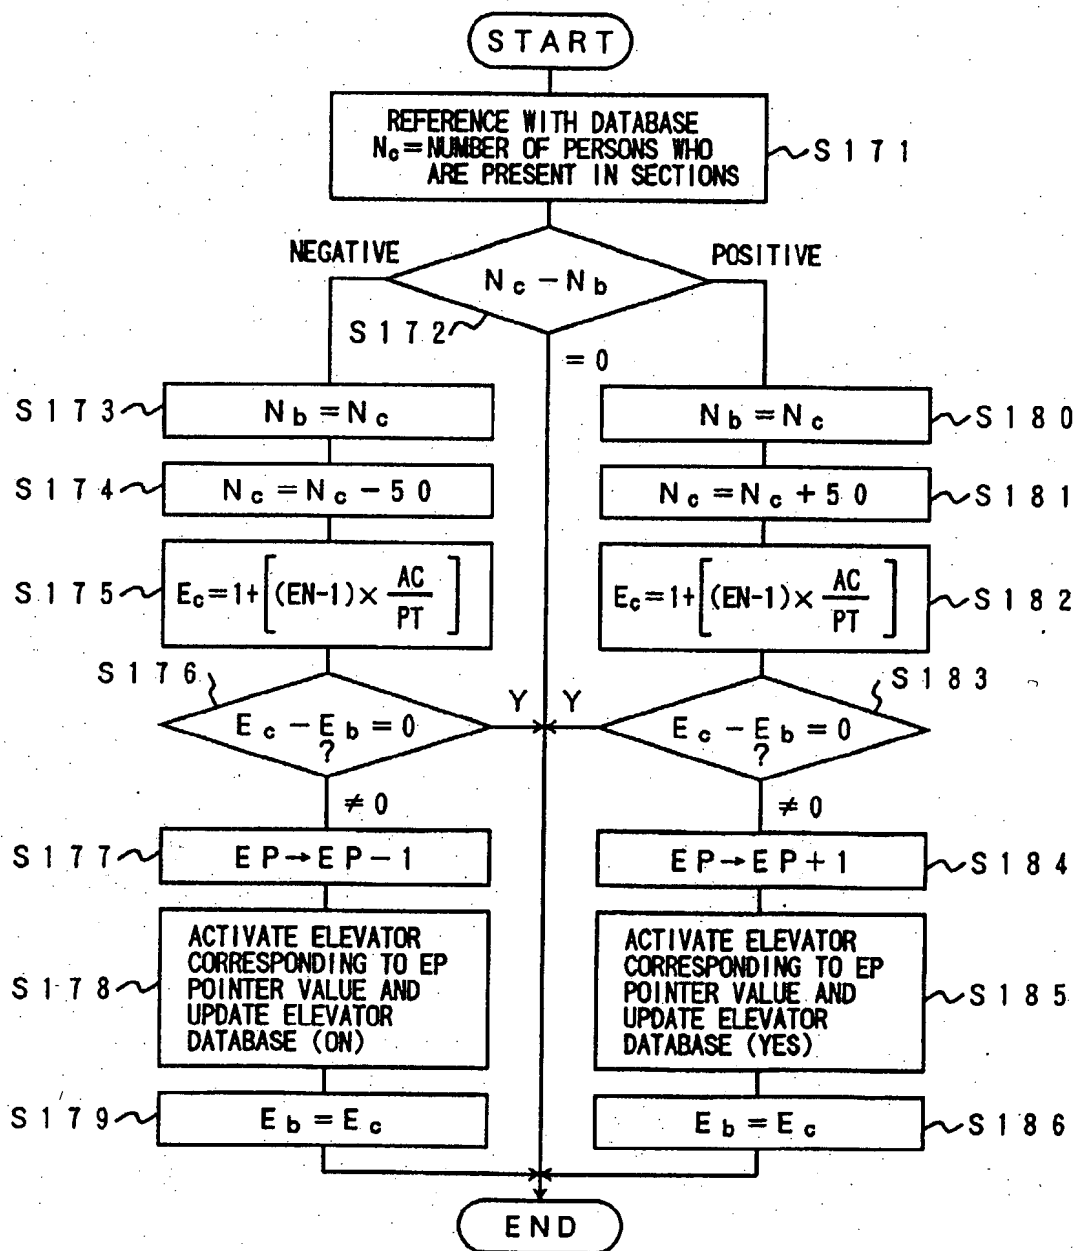 START
REFERENCE WITH DATABASE
Nc=NUMBER OF PERSONS WHO
ARE PRESENT IN SECTIONS
S171
NEGATIVE
POSITIVE
Nc−Nb
S172
=0
S173
Nb=Nc
Nb=Nc
S180
S174
Nc=Nc−50
Nc=Nc+50
S181
S175
Ec=1+[(EN-1)×AC/PT]
Ec=1+[(EN-1)×AC/PT]
S182
S176
S183
Ec−Eb=0
?
Y
Y
Ec−Eb=0
?
≠0
≠0
S177
EP→EP−1
EP→EP+1
S184
S178
ACTIVATE ELEVATOR
CORRESPONDING TO EP
POINTER VALUE AND
UPDATE ELEVATOR
DATABASE (ON)
ACTIVATE ELEVATOR
CORRESPONDING TO EP
POINTER VALUE AND
UPDATE ELEVATOR
DATABASE (YES)
S185
S179
Eb=Ec
Eb=Ec
S186
END